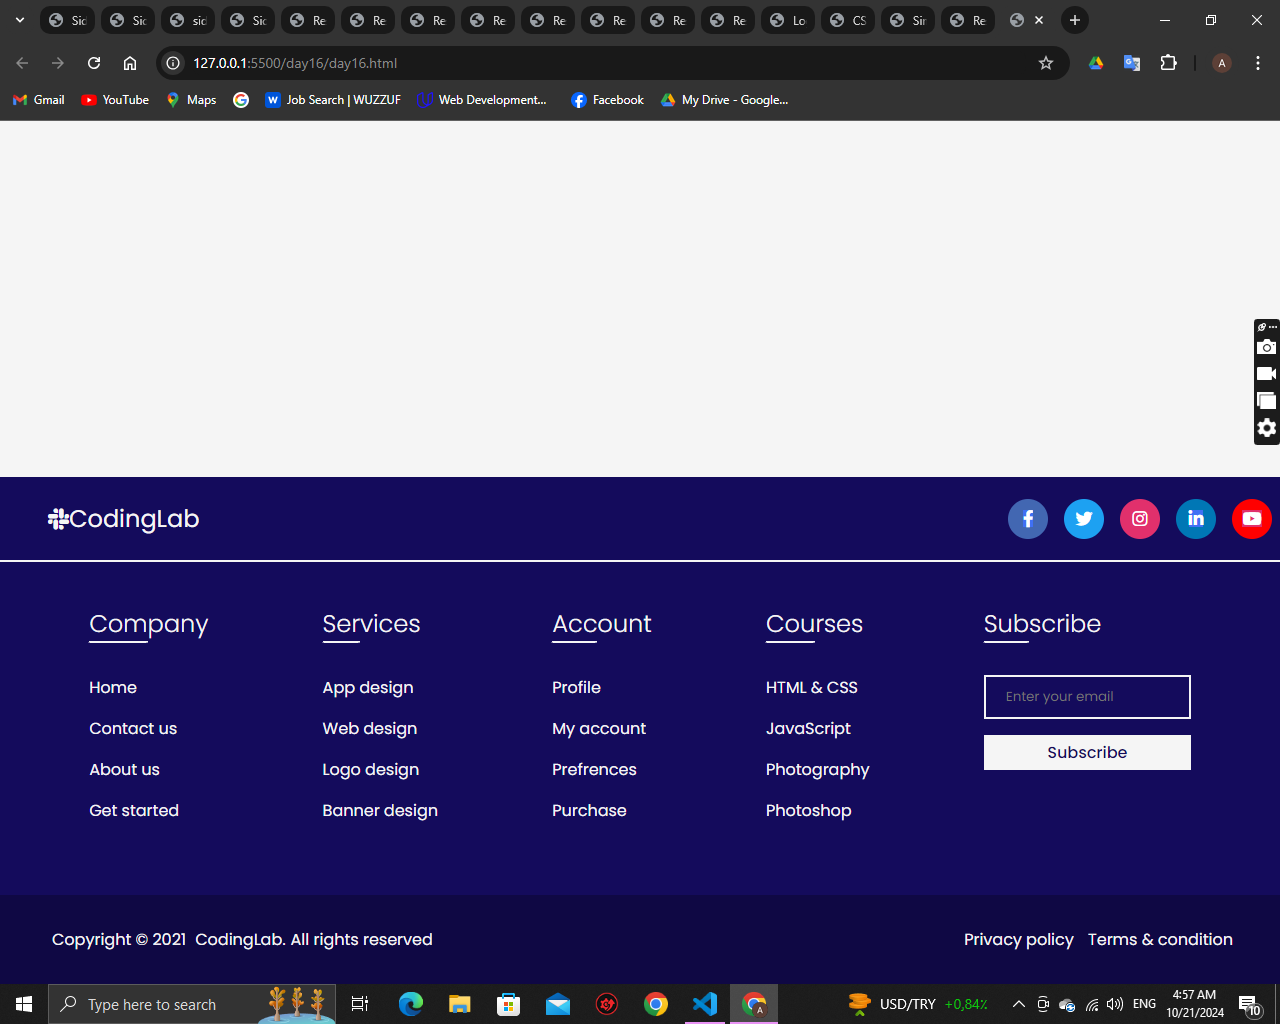 Sid Sid sid Sid Re Re Re Re Re Re Re Re Lo CS Sir Re
127.0.0.1:5500/day16/day16.html A
Gmail YouTube Maps Job Search | WUZZUF Web Development... Facebook My Drive - Google...
CodingLab
Company Services Account Courses Subscribe
Home App design Profile HTML & CSS Enter your email
Contact us Web design My account JavaScript
Subscribe
About us Logo design Prefrences Photography
Get started Banner design Purchase Photoshop
Copyright © 2021 CodingLab. All rights reserved Privacy policy Terms & condition
Type here to search USD/TRY +0,84% ENG 4:57 AM
10/21/2024 10